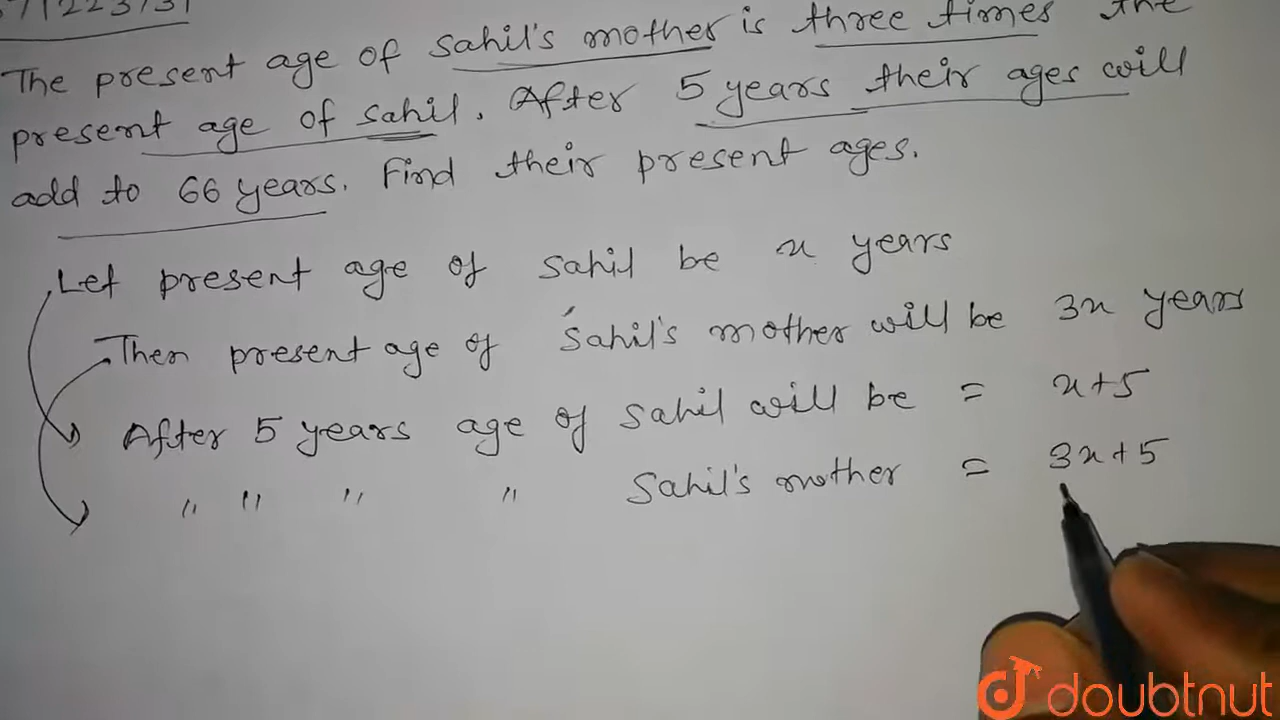 The present age of Sahil's mother is three times the
present age of Sahil. After 5 years their ages will
add to 66 years. Find their present ages.
Let present age of Sahil be x years
Then present age of Sahil's mother will be 3x years
After 5 years age of Sahil will be = x+5
〃 〃 〃 〃 Sahil's mother = 3x+5
doubtnut